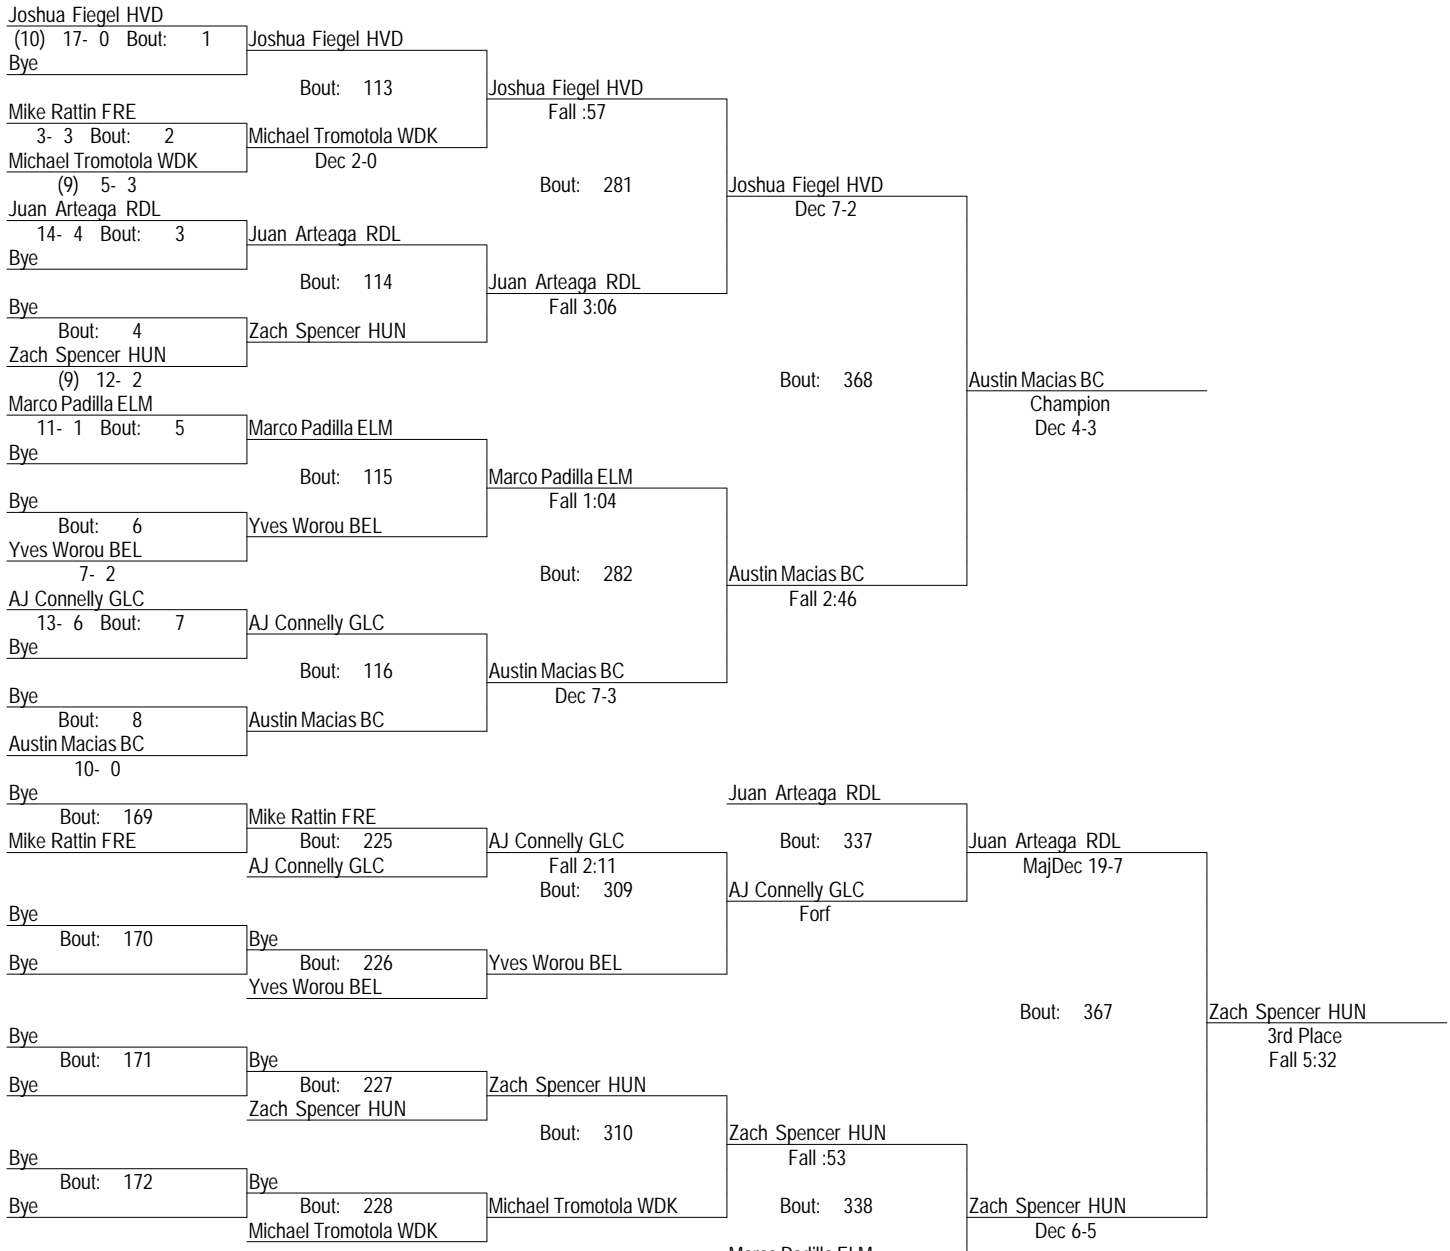 Joshua Fiegel HVD
(10) 17- 0 Bout: 1
Bye
Mike Rattin FRE
3- 3 Bout: 2
Michael Tromotola WDK
(9) 5- 3
Juan Arteaga RDL
14- 4 Bout: 3
Bye
Bye
Bout: 4
Zach Spencer HUN
(9) 12- 2
Marco Padilla ELM
11- 1 Bout: 5
Bye
Bye
Bout: 6
Yves Worou BEL
7- 2
AJ Connelly GLC
13- 6 Bout: 7
Bye
Bye
Bout: 8
Austin Macias BC
10- 0
Joshua Fiegel HVD
Bout: 113
Michael Tromotola WDK
Dec 2-0
Juan Arteaga RDL
Bout: 114
Zach Spencer HUN
Marco Padilla ELM
Bout: 115
Yves Worou BEL
AJ Connelly GLC
Bout: 116
Austin Macias BC
Joshua Fiegel HVD
Fall :57
Bout: 281
Juan Arteaga RDL
Fall 3:06
Marco Padilla ELM
Fall 1:04
Bout: 282
Austin Macias BC
Dec 7-3
Joshua Fiegel HVD
Dec 7-2
Bout: 368
Austin Macias BC
Fall 2:46
Austin Macias BC
Champion
Dec 4-3
Bye
Bout: 169
Mike Rattin FRE
Bye
Bout: 170
Bye
Bye
Bout: 171
Bye
Bye
Bout: 172
Bye
Mike Rattin FRE
Bout: 225
AJ Connelly GLC
Bye
Bout: 226
Yves Worou BEL
Bye
Bout: 227
Zach Spencer HUN
Bye
Bout: 228
Michael Tromotola WDK
AJ Connelly GLC
Fall 2:11
Bout: 309
Yves Worou BEL
Zach Spencer HUN
Bout: 310
Michael Tromotola WDK
Juan Arteaga RDL
Bout: 337
AJ Connelly GLC
Forf
Zach Spencer HUN
Fall :53
Bout: 338
Marco Padilla ELM
Juan Arteaga RDL
MajDec 19-7
Bout: 367
Zach Spencer HUN
Dec 6-5
Zach Spencer HUN
3rd Place
Fall 5:32